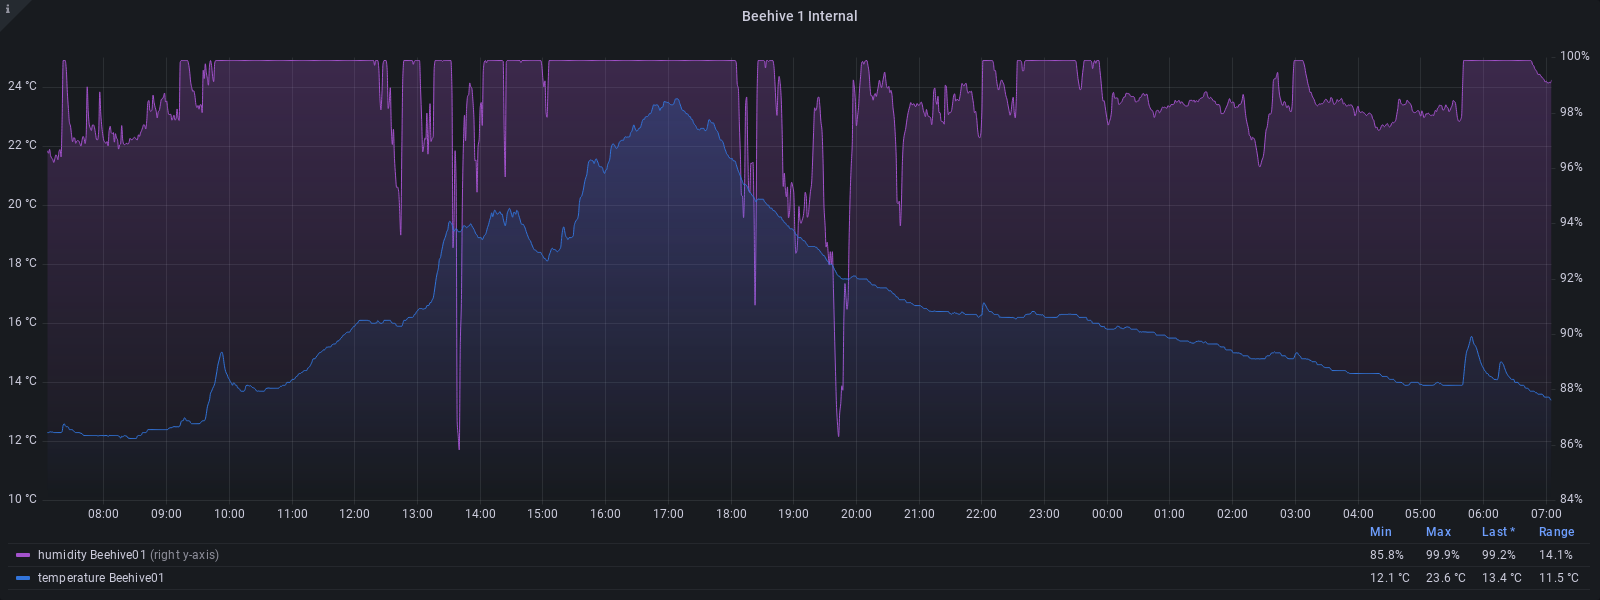 i
Beehive 1 Internal
24 °C
22 °C
20 °C
18 °C
16 °C
14 °C
12 °C
10 °C
100%
98%
96%
94%
92%
90%
88%
86%
84%
08:00 09:00 10:00 11:00 12:00 13:00 14:00 15:00 16:00 17:00 18:00 19:00 20:00 21:00 22:00 23:00 00:00 01:00 02:00 03:00 04:00 05:00 06:00 07:00
Min Max Last * Range
humidity Beehive01 (right y-axis) 85.8% 99.9% 99.2% 14.1%
temperature Beehive01 12.1 °C 23.6 °C 13.4 °C 11.5 °C